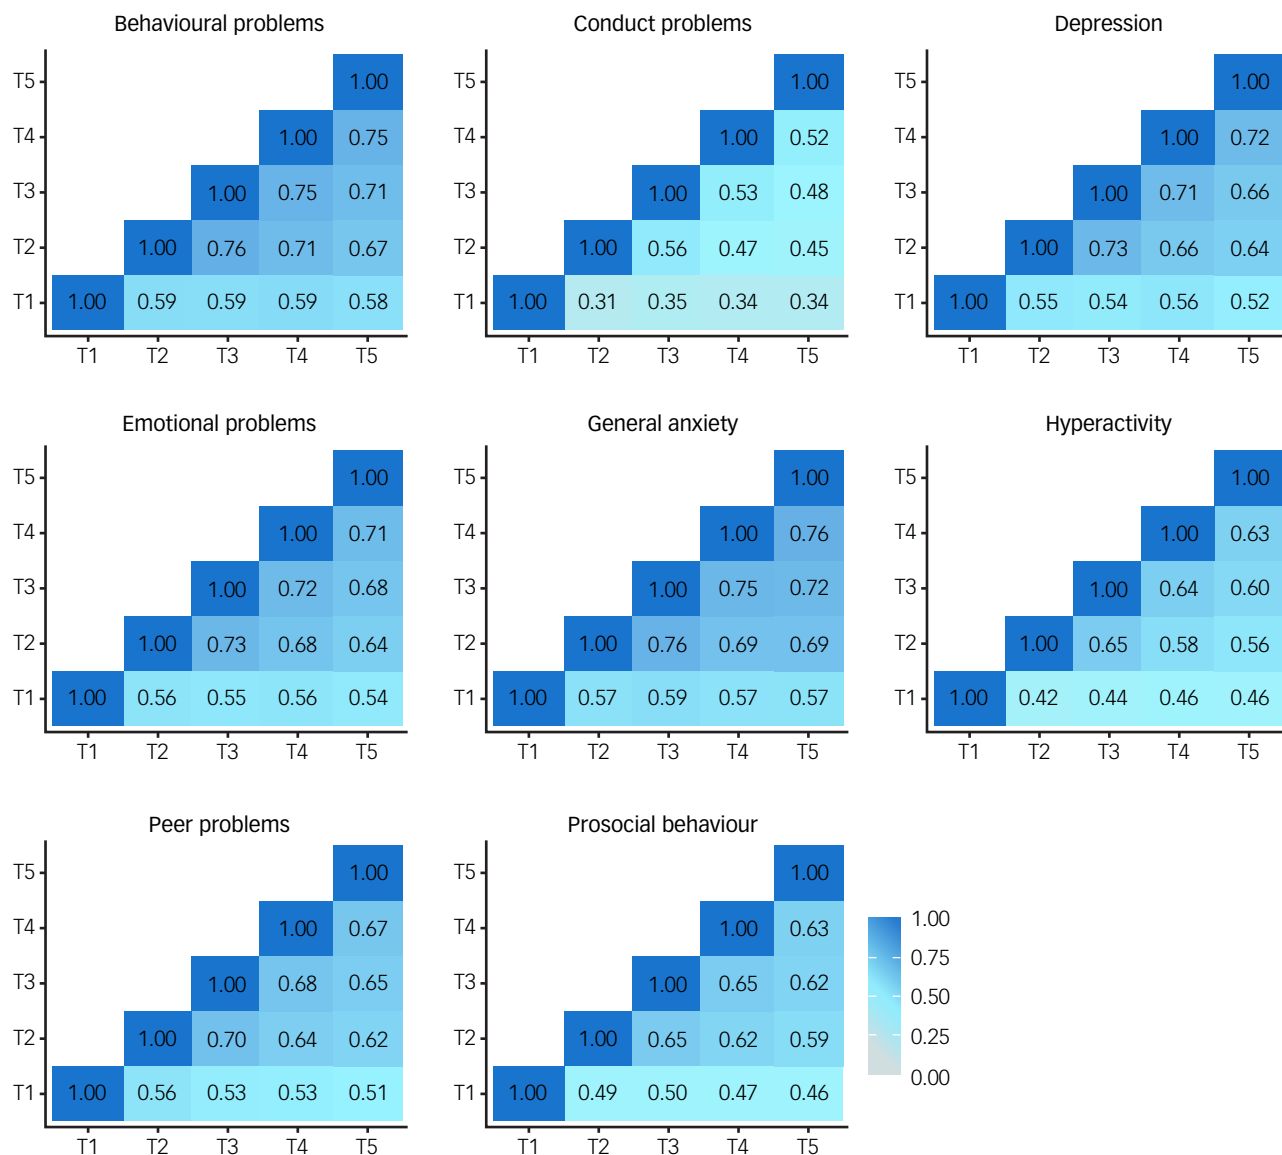 Behavioural problems Conduct problems Depression
T5 1.00 T5 1.00 T5 1.00
T4 1.00 0.75 T4 1.00 0.52 T4 1.00 0.72
T3 1.00 0.75 0.71 T3 1.00 0.53 0.48 T3 1.00 0.71 0.66
T2 1.00 0.76 0.71 0.67 T2 1.00 0.56 0.47 0.45 T2 1.00 0.73 0.66 0.64
T1 1.00 0.59 0.59 0.59 0.58 T1 1.00 0.31 0.35 0.34 0.34 T1 1.00 0.55 0.54 0.56 0.52
T1 T2 T3 T4 T5 T1 T2 T3 T4 T5 T1 T2 T3 T4 T5
Emotional problems General anxiety Hyperactivity
T5 1.00 T5 1.00 T5 1.00
T4 1.00 0.71 T4 1.00 0.76 T4 1.00 0.63
T3 1.00 0.72 0.68 T3 1.00 0.75 0.72 T3 1.00 0.64 0.60
T2 1.00 0.73 0.68 0.64 T2 1.00 0.76 0.69 0.69 T2 1.00 0.65 0.58 0.56
T1 1.00 0.56 0.55 0.56 0.54 T1 1.00 0.57 0.59 0.57 0.57 T1 1.00 0.42 0.44 0.46 0.46
T1 T2 T3 T4 T5 T1 T2 T3 T4 T5 T1 T2 T3 T4 T5
Peer problems Prosocial behaviour
T5 1.00 T5 1.00
T4 1.00 0.67 T4 1.00 0.63
T3 1.00 0.68 0.65 T3 1.00 0.65 0.62
T2 1.00 0.70 0.64 0.62 T2 1.00 0.65 0.62 0.59
T1 1.00 0.56 0.53 0.53 0.51 T1 1.00 0.49 0.50 0.47 0.46
T1 T2 T3 T4 T5 T1 T2 T3 T4 T5
1.00
0.75
0.50
0.25
0.00